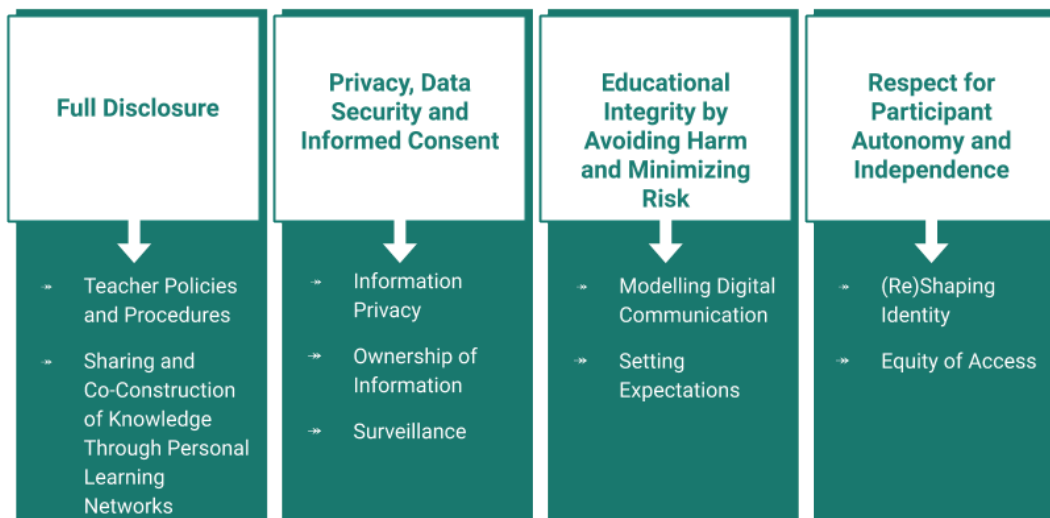 Full Disclosure
Teacher Policies
and Procedures
Sharing and
Co-Construction
of Knowledge
Through Personal
Learning
Networks
Privacy, Data
Security and
Informed Consent
Information
Privacy
Ownership of
Information
Surveillance
Educational
Integrity by
Avoiding Harm
and Minimizing
Risk
Modelling Digital
Communication
Setting
Expectations
Respect for
Participant
Autonomy and
Independence
(Re)Shaping
Identity
Equity of Access